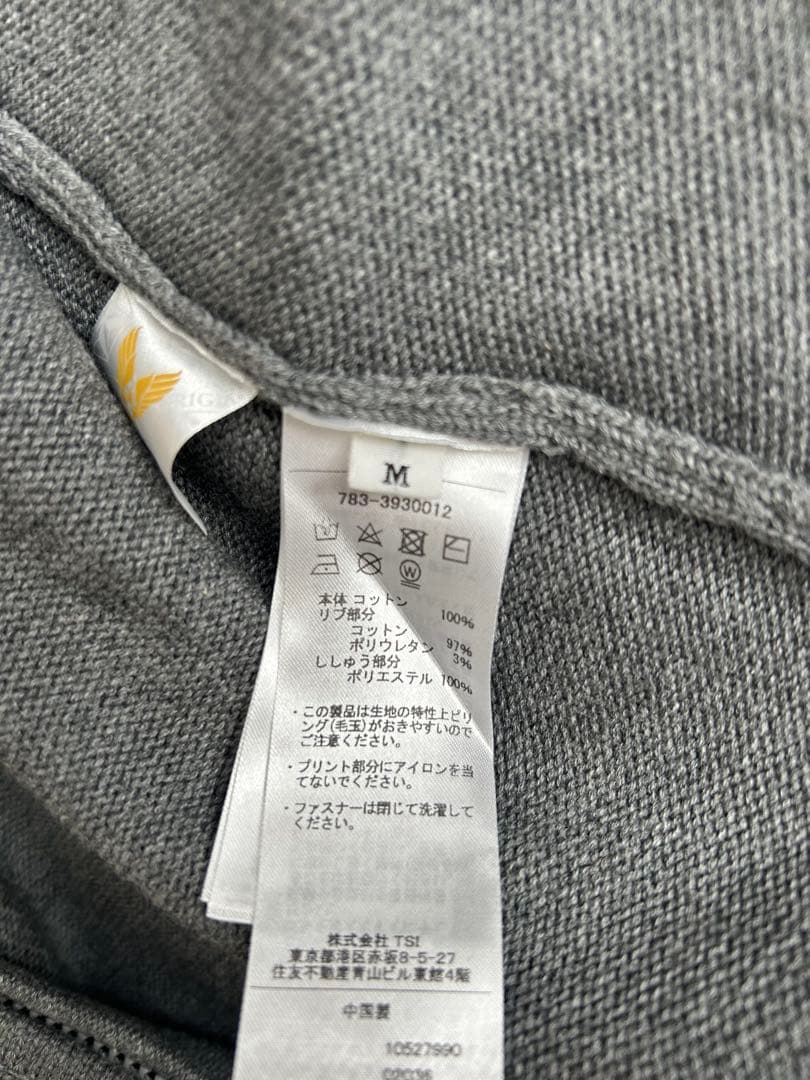 M
783-3930012
W
本体 コットン 100%
リブ部分
コットン 97%
ポリウレタン 3%
ししゅう部分
ポリエステル 100%
・この製品は生地の特性上ピリ
ング(毛玉)がおきやすいので
ご注意ください。
・プリント部分にアイロンを当
てないでください。
・ファスナーは閉じて洗濯して
ください。
株式会社 TSI
東京都港区赤坂8-5-27
住友不動産青山ビル東館4階
中国製
10527990
02036